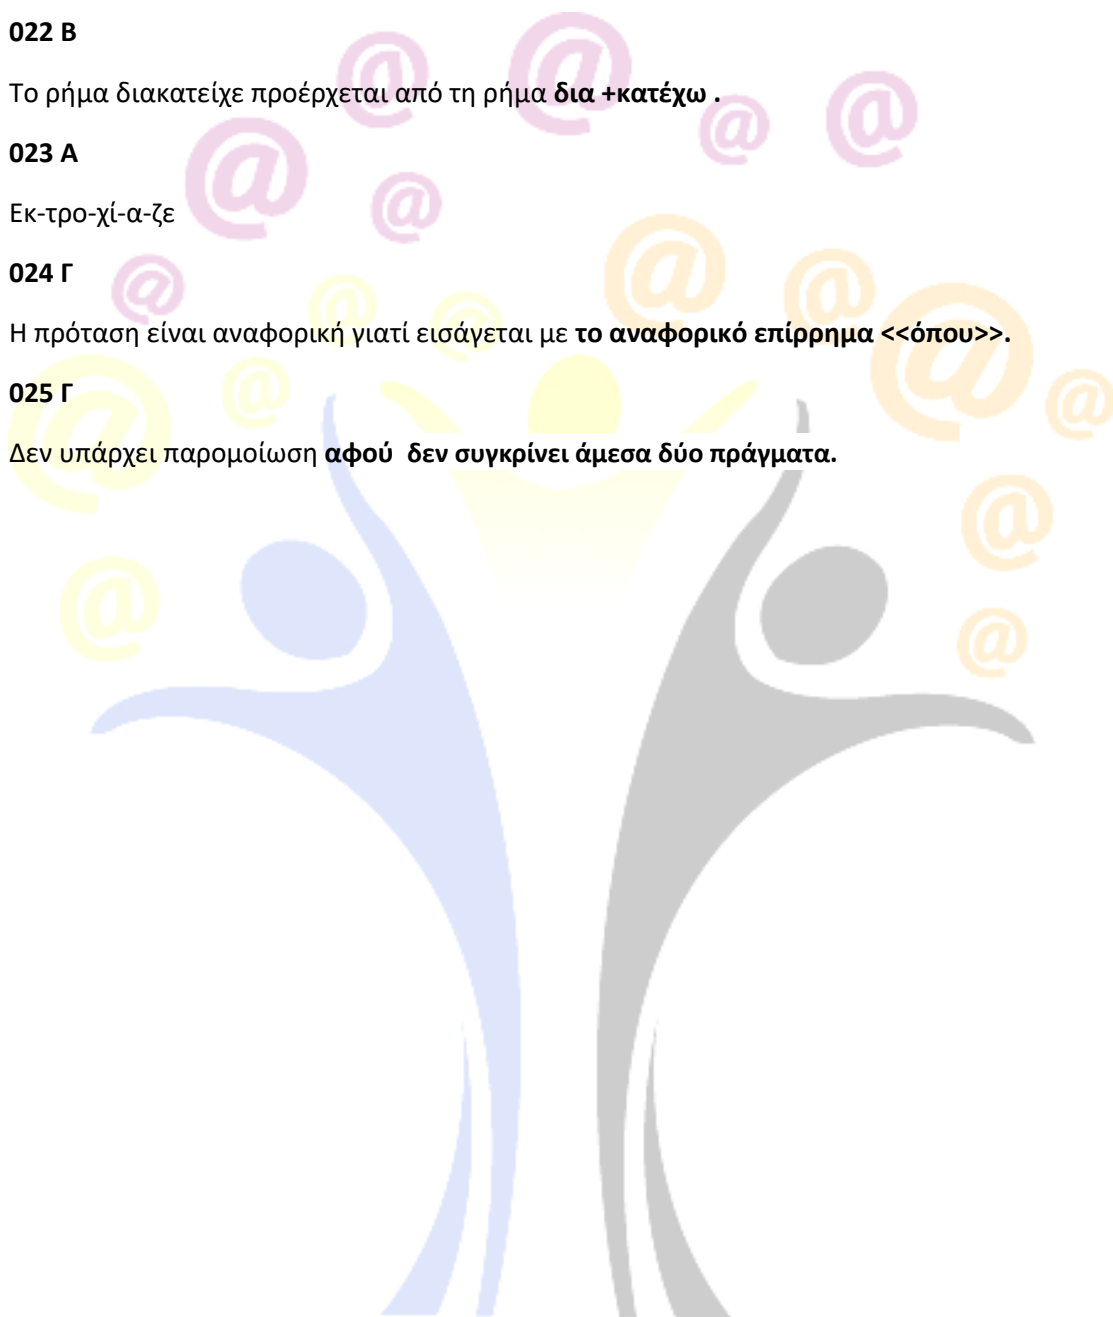 022 Β
Το ρήμα διακατείχε προέρχεται από τη ρήμα δια +κατέχω .
023 Α
Εκ-τρο-χί-α-ζε
024 Γ
Η πρόταση είναι αναφορική γιατί εισάγεται με το αναφορικό επίρρημα <<όπου>>.
025 Γ
Δεν υπάρχει παρομοίωση αφού  δεν συγκρίνει άμεσα δύο πράγματα.